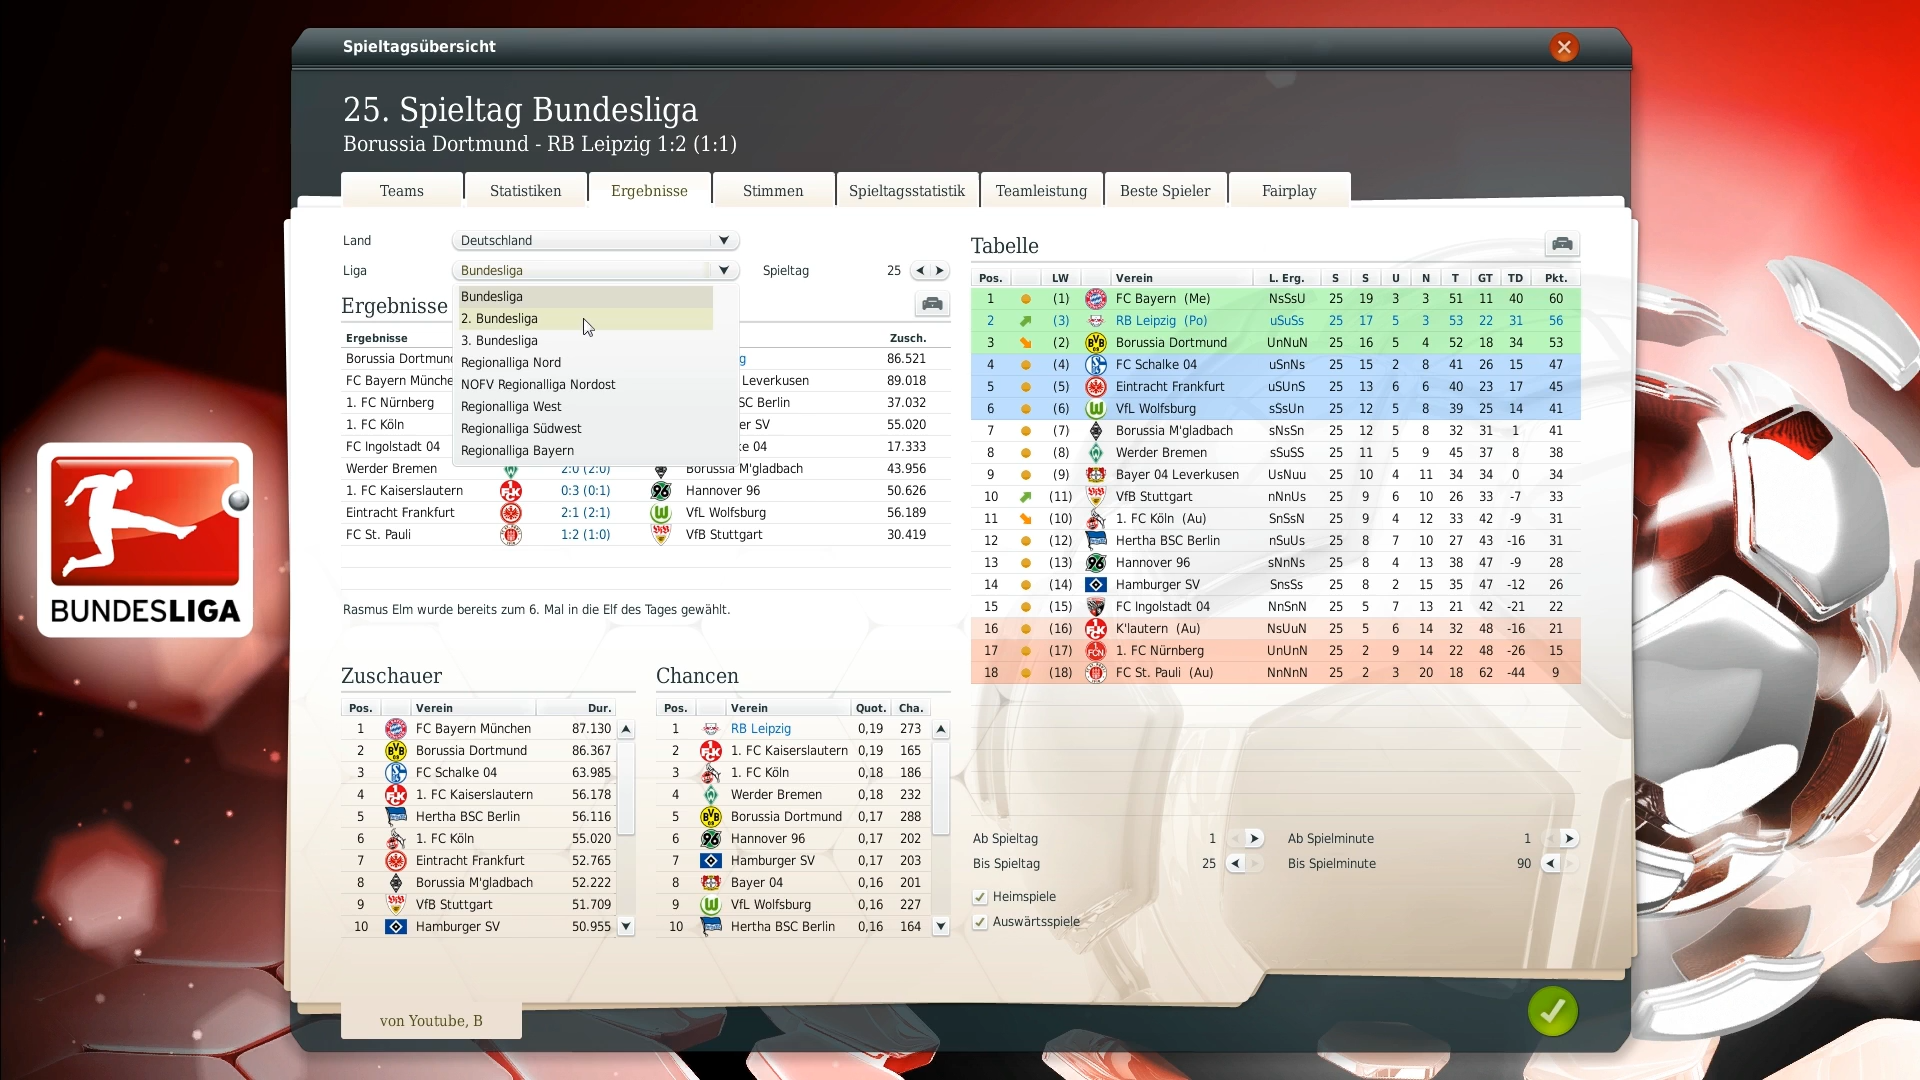 Spieltagsübersicht
25. Spieltag Bundesliga
Borussia Dortmund - RB Leipzig 1:2 (1:1)
Teams Statistiken Ergebnisse Stimmen Spieltagsstatistik Teamleistung Beste Spieler Fairplay
Land Deutschland
Liga Bundesliga Spieltag 25
Bundesliga
2. Bundesliga
3. Bundesliga
Regionalliga Nord
NOFV Regionalliga Nordost
Regionalliga West
Regionalliga Südwest
Regionalliga Bayern
Ergebnisse
Ergebnisse Zusch.
Borussia Dortmund g 86.521
FC Bayern Münche Leverkusen 89.018
1. FC Nürnberg SC Berlin 37.032
1. FC Köln er SV 55.020
FC Ingolstadt 04 ke 04 17.333
Werder Bremen 2:0 (2:0) Borussia M'gladbach 43.956
1. FC Kaiserslautern 0:3 (0:1) Hannover 96 50.626
Eintracht Frankfurt 2:1 (2:1) VfL Wolfsburg 56.189
FC St. Pauli 1:2 (1:0) VfB Stuttgart 30.419
Rasmus Elm wurde bereits zum 6. Mal in die Elf des Tages gewählt.
Tabelle
Pos. LW Verein L. Erg. S S U N T GT TD Pkt.
1 (1) FC Bayern (Me) NsSsU 25 19 3 3 51 11 40 60
2 (3) RB Leipzig (Po) uSuSs 25 17 5 3 53 22 31 56
3 (2) Borussia Dortmund UnNuN 25 16 5 4 52 18 34 53
4 (4) FC Schalke 04 uSnNs 25 15 2 8 41 26 15 47
5 (5) Eintracht Frankfurt uSUnS 25 13 6 6 40 23 17 45
6 (6) VfL Wolfsburg sSsUn 25 12 5 8 39 25 14 41
7 (7) Borussia M'gladbach sNsSn 25 12 5 8 32 31 1 41
8 (8) Werder Bremen sSuSS 25 11 5 9 45 37 8 38
9 (9) Bayer 04 Leverkusen UsNuu 25 10 4 11 34 34 0 34
10 (11) VfB Stuttgart nNnUs 25 9 6 10 26 33 -7 33
11 (10) 1. FC Köln (Au) SnSsN 25 9 4 12 33 42 -9 31
12 (12) Hertha BSC Berlin nSuUs 25 8 7 10 27 43 -16 31
13 (13) Hannover 96 sNnNs 25 8 4 13 38 47 -9 28
14 (14) Hamburger SV SnsSs 25 8 2 15 35 47 -12 26
15 (15) FC Ingolstadt 04 NnSnN 25 5 7 13 21 42 -21 22
16 (16) K'lautern (Au) NsUuN 25 5 6 14 32 48 -16 21
17 (17) 1. FC Nürnberg UnUnN 25 2 9 14 22 48 -26 15
18 (18) FC St. Pauli (Au) NnNnN 25 2 3 20 18 62 -44 9
Zuschauer
Pos. Verein Dur.
1 FC Bayern München 87.130
2 Borussia Dortmund 86.367
3 FC Schalke 04 63.985
4 1. FC Kaiserslautern 56.178
5 Hertha BSC Berlin 56.116
6 1. FC Köln 55.020
7 Eintracht Frankfurt 52.765
8 Borussia M'gladbach 52.222
9 VfB Stuttgart 51.709
10 Hamburger SV 50.955
Chancen
Pos. Verein Quot. Cha.
1 RB Leipzig 0,19 273
2 1. FC Kaiserslautern 0,19 165
3 1. FC Köln 0,18 186
4 Werder Bremen 0,18 232
5 Borussia Dortmund 0,17 288
6 Hannover 96 0,17 202
7 Hamburger SV 0,17 203
8 Bayer 04 0,16 201
9 VfL Wolfsburg 0,16 227
10 Hertha BSC Berlin 0,16 164
Ab Spieltag 1 Ab Spielminute 1
Bis Spieltag 25 Bis Spielminute 90
Heimspiele
Auswärtsspiele
von Youtube, B
BUNDESLIGA